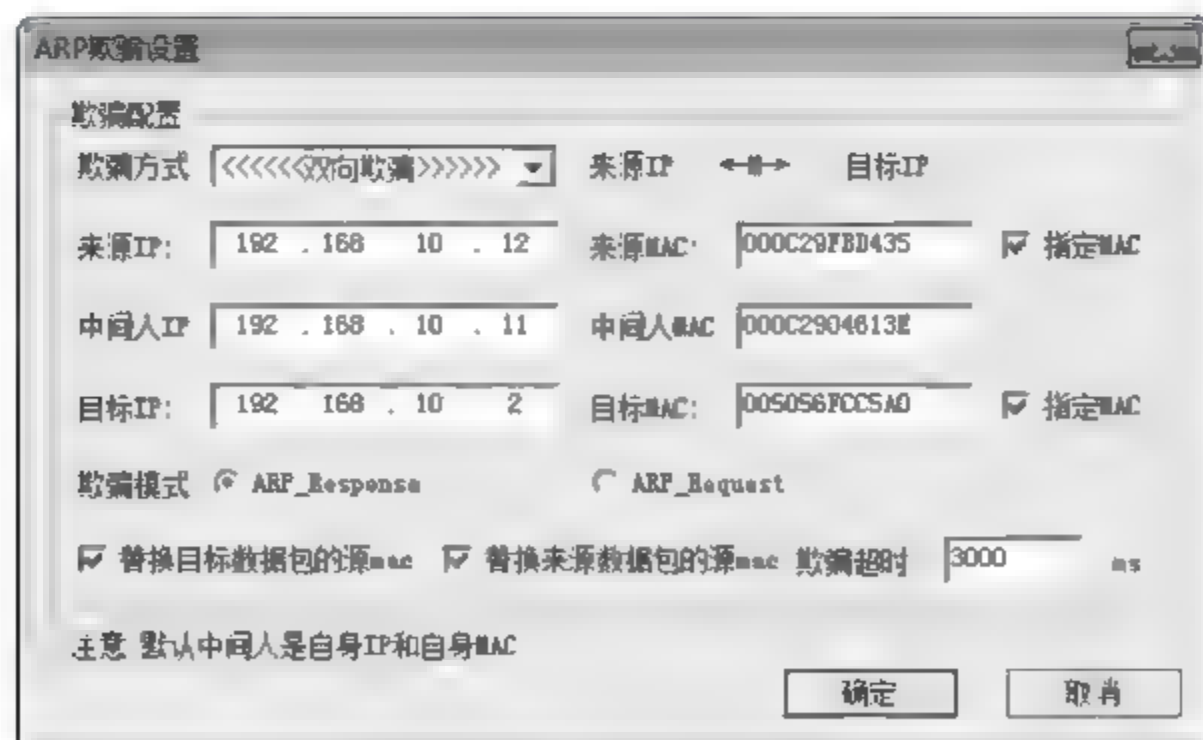 ARP欺骗设置
欺骗配置
欺骗方式 <<<<<<双向欺骗>>>>>> 来源IP <-M-> 目标IP
来源IP: 192 . 168 10 . 12 来源MAC: 000C29FBD435 指定MAC
中间人IP 192 . 168 . 10 . 11 中间人MAC 000C2904613E
目标IP: 192 168 . 10 2 目标MAC: 005056FCC5A0 指定MAC
欺骗模式 ARP_Response ARP_Request
替换目标数据包的源mac 替换来源数据包的源mac 欺骗超时 3000 ms
主意 默认中间人是自身IP和自身MAC
确定 取肖